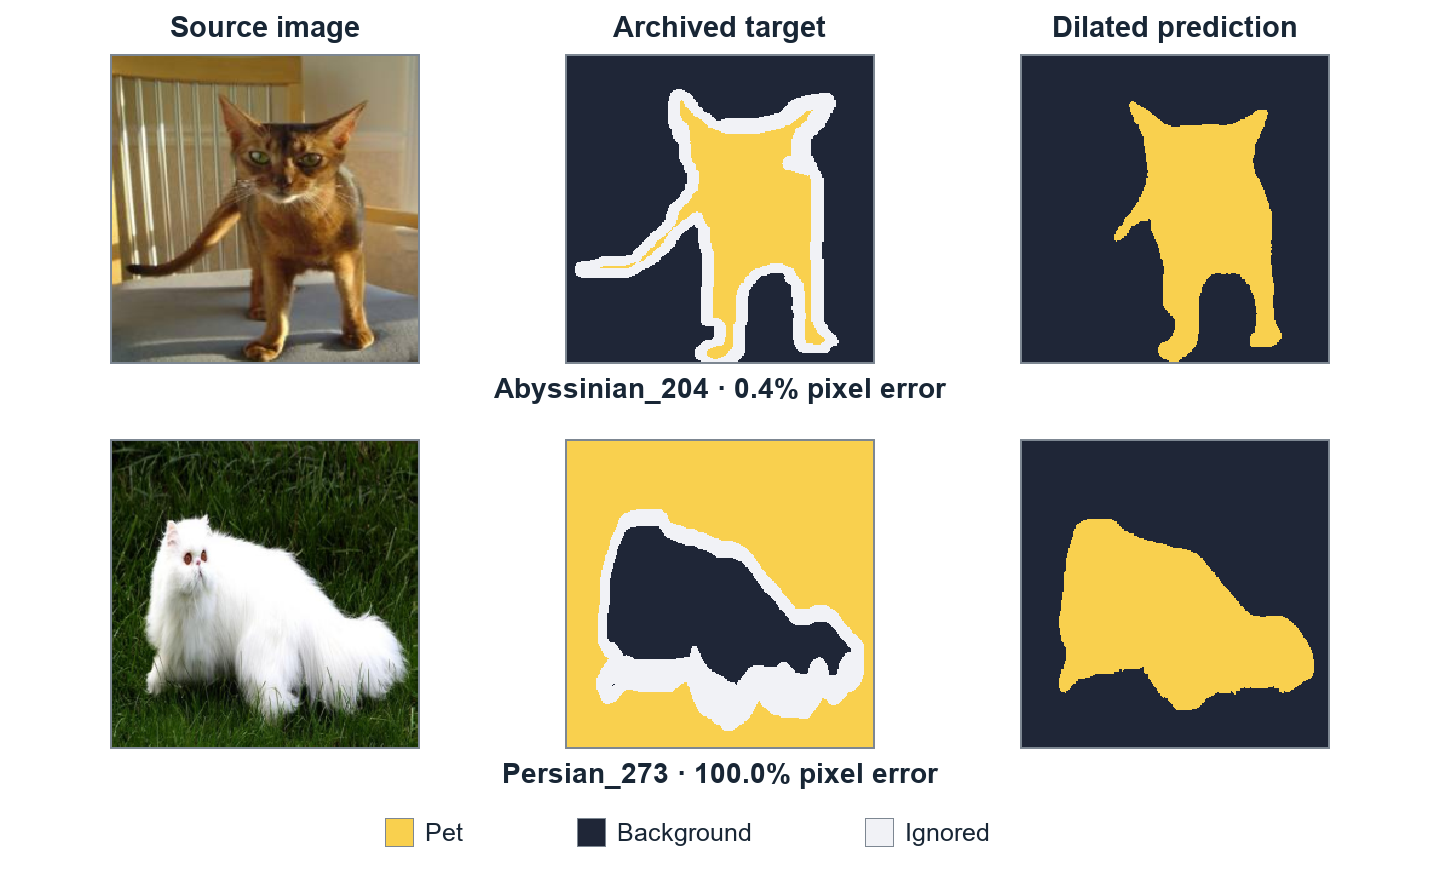 Source image
Archived target
Dilated prediction
Abyssinian_204 · 0.4% pixel error
Persian_273 · 100.0% pixel error
Pet
Background
Ignored